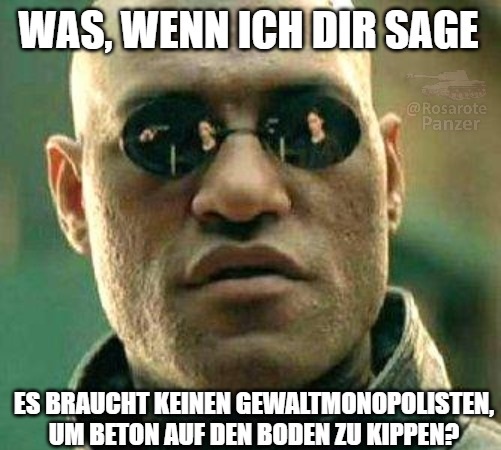 WAS, WENN ICH DIR SAGE
@Rosarote
Panzer
ES BRAUCHT KEINEN GEWALTMONOPOLISTEN,
UM BETON AUF DEN BODEN ZU KIPPEN?